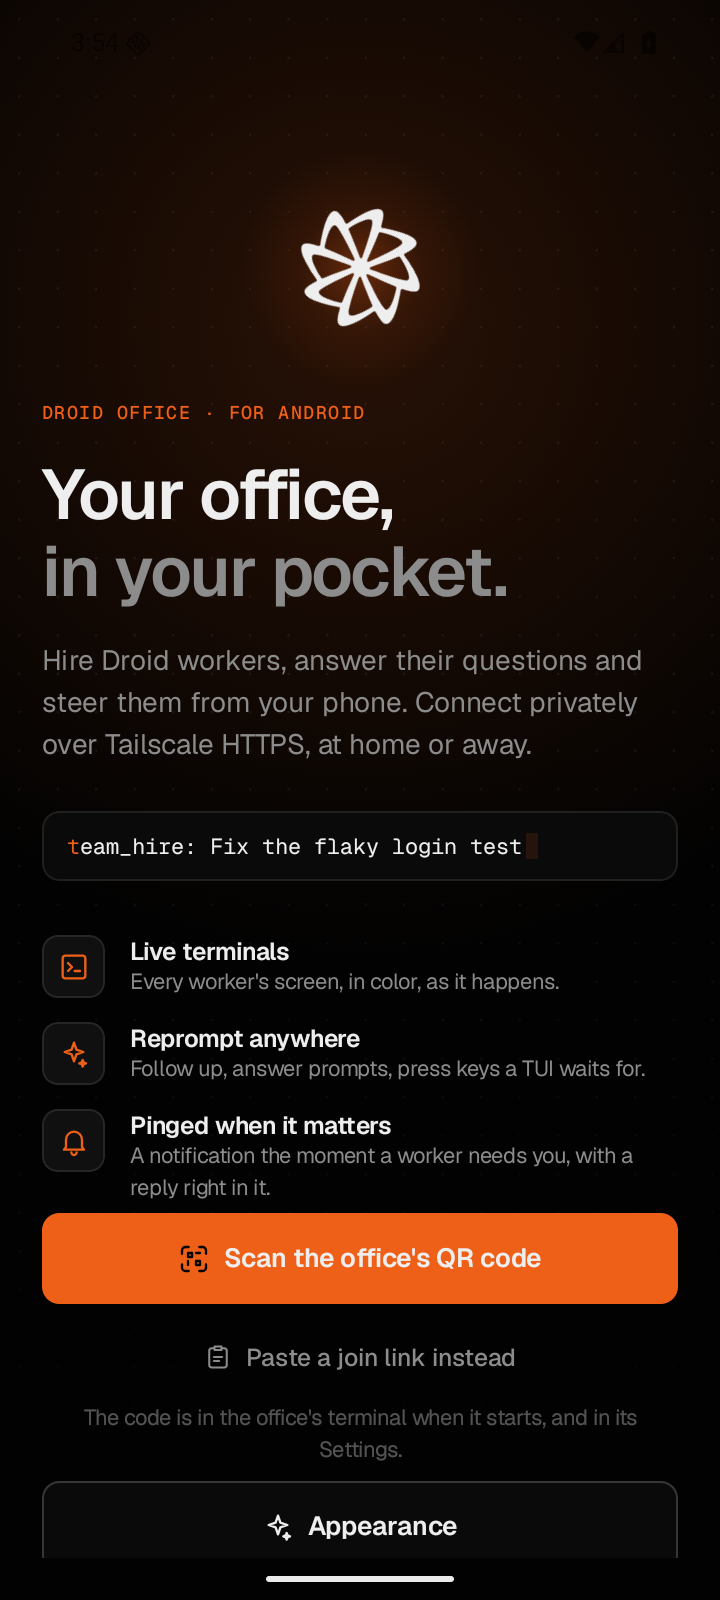 3:54
DROID OFFICE · FOR ANDROID
Your office,
in your pocket.
Hire Droid workers, answer their questions and
steer them from your phone. Connect privately
over Tailscale HTTPS, at home or away.
team_hire: Fix the flaky login test
Live terminals
Every worker's screen, in color, as it happens.
Reprompt anywhere
Follow up, answer prompts, press keys a TUI waits for.
Pinged when it matters
A notification the moment a worker needs you, with a
reply right in it.
Scan the office's QR code
Paste a join link instead
The code is in the office's terminal when it starts, and in its
Settings.
Appearance